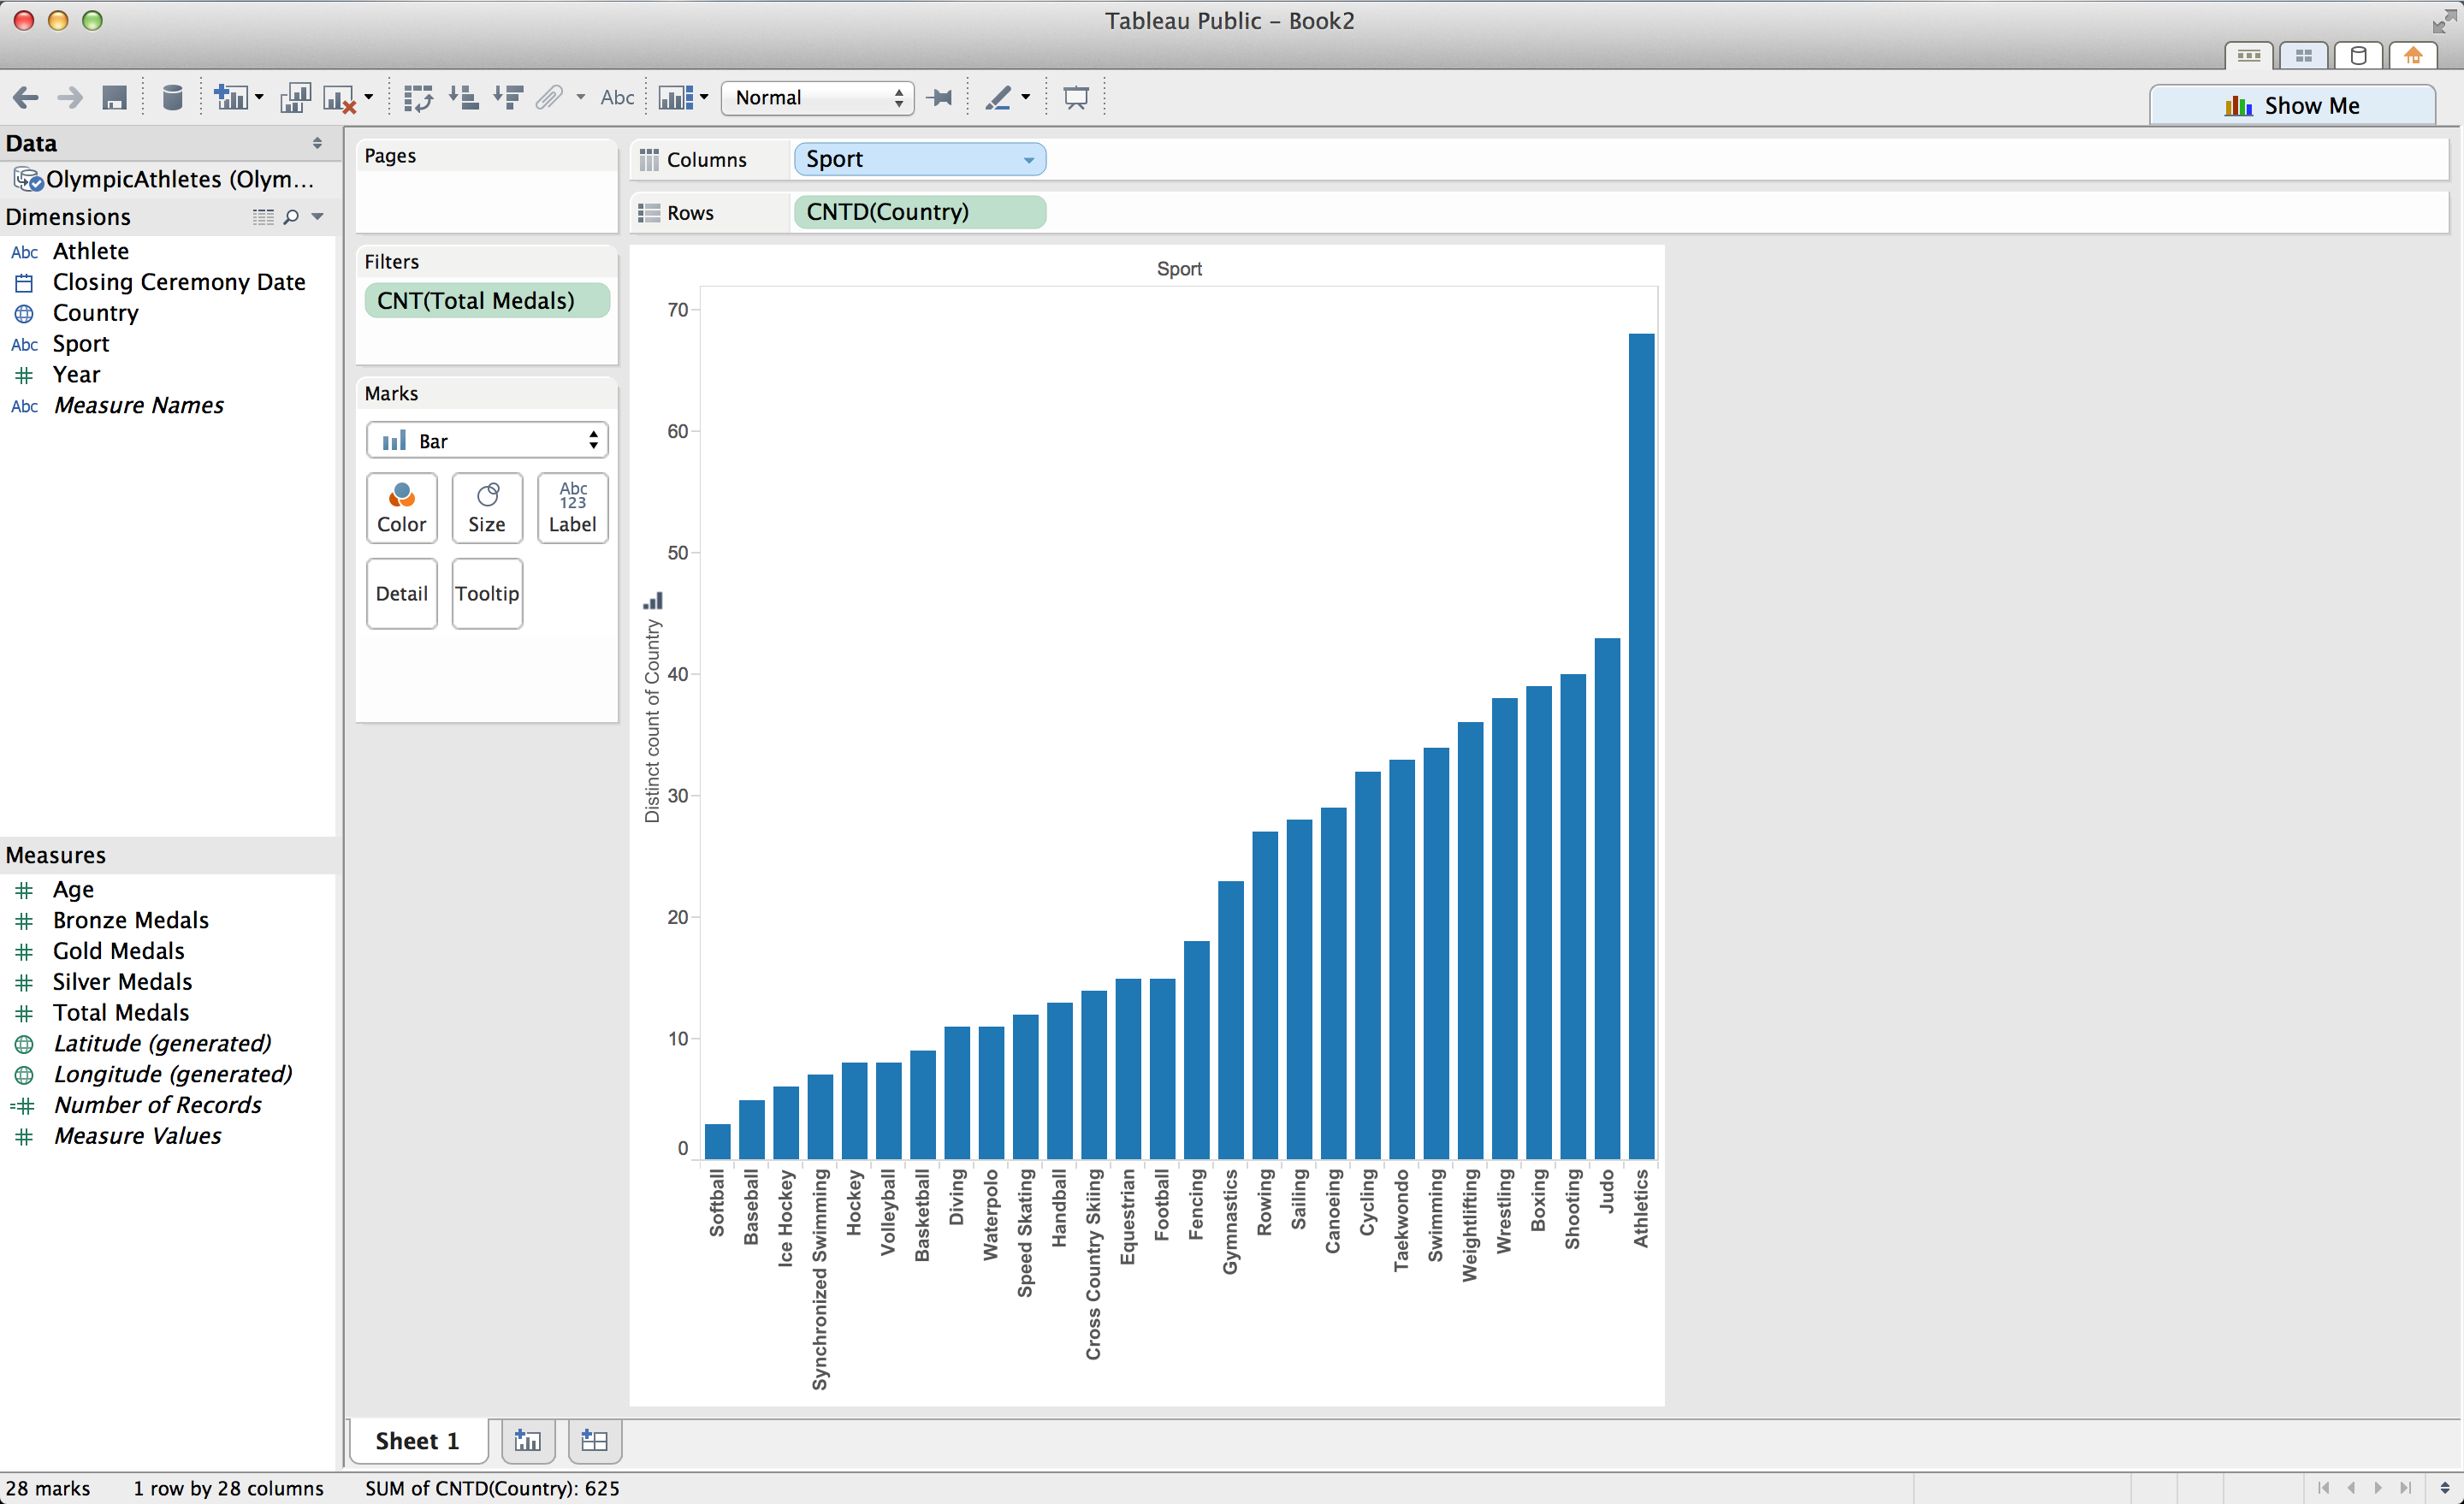 Tableau Public – Book2
Abc
Normal
Show Me
Data
OlympicAthletes (Olym...
Dimensions
Abc Athlete
Closing Ceremony Date
Country
Abc Sport
Year
Abc Measure Names
Measures
Age
Bronze Medals
Gold Medals
Silver Medals
Total Medals
Latitude (generated)
Longitude (generated)
Number of Records
Measure Values
Pages
Filters
CNT(Total Medals)
Marks
Bar
Color
Size
Abc
123
Label
Detail
Tooltip
Columns
Sport
Rows
CNTD(Country)
Sport
Distinct count of Country
70
60
50
40
30
20
10
0
Softball
Baseball
Ice Hockey
Synchronized Swimming
Hockey
Volleyball
Basketball
Diving
Waterpolo
Speed Skating
Handball
Cross Country Skiing
Equestrian
Football
Fencing
Gymnastics
Rowing
Sailing
Canoeing
Cycling
Taekwondo
Swimming
Weightlifting
Wrestling
Boxing
Shooting
Judo
Athletics
Sheet 1
28 marks
1 row by 28 columns
SUM of CNTD(Country): 625